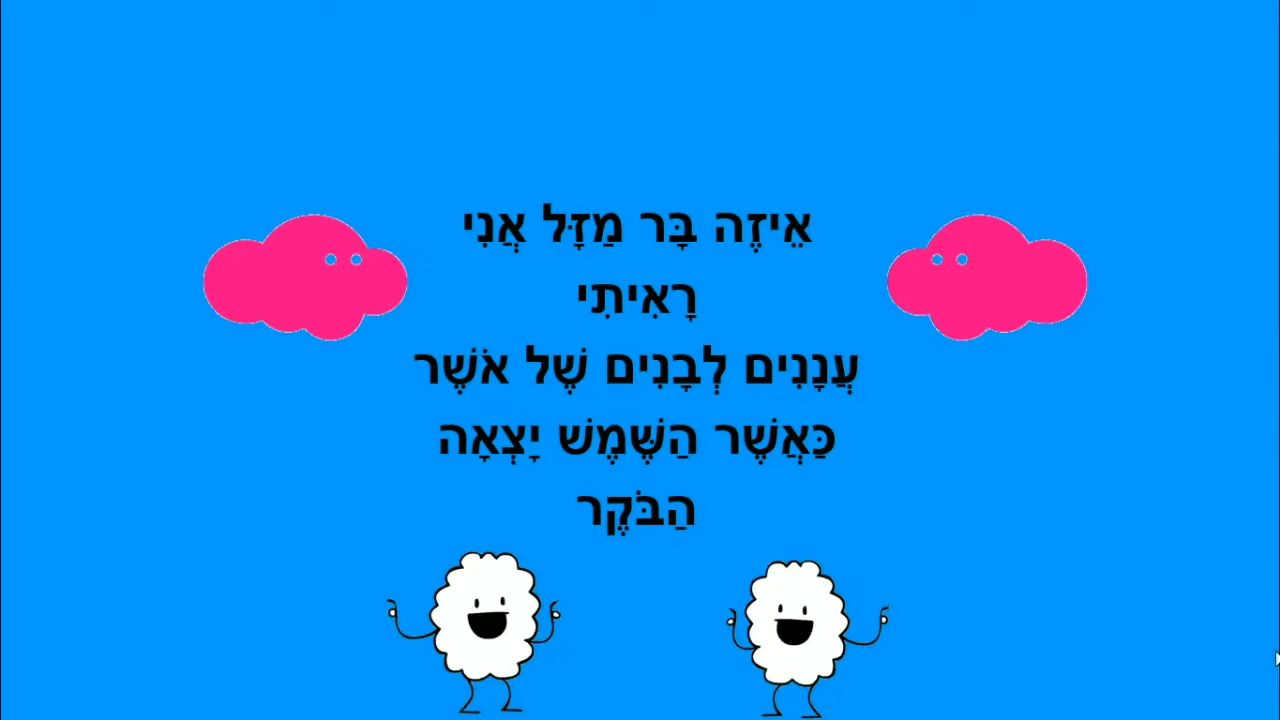 אֵיזֶה בָּר מַזָּל אֲנִי
רָאִיתִי
עֲנָנִים לְבָנִים שֶׁל אֹשֶׁר
כַּאֲשֶׁר הַשֶּׁמֶשׁ יָצְאָה
הַבֹּקֶר